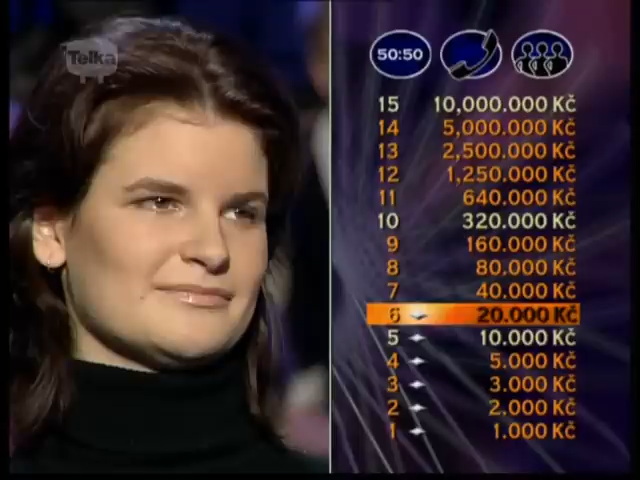 Telka
50:50
15 10,000.000 Kč
14 5,000.000 Kč
13 2,500.000 Kč
12 1,250.000 Kč
11 640.000 Kč
10 320.000 Kč
9 160.000 Kč
8 80.000 Kč
7 40.000 Kč
6 20.000 Kč
5 10.000 Kč
4 5.000 Kč
3 3.000 Kč
2 2.000 Kč
1 1.000 Kč